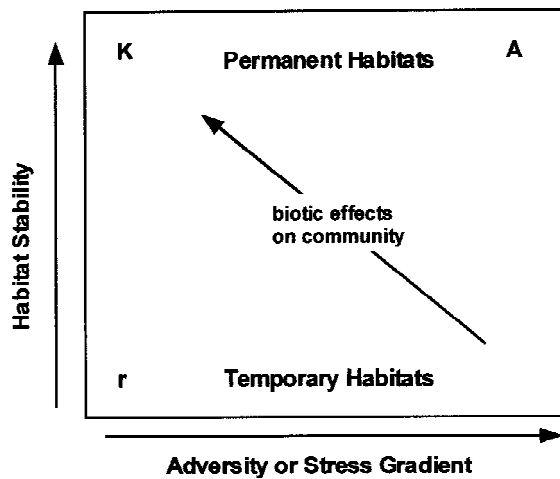 K
Permanent Habitats
A
Habitat Stability
biotic effects
on community
r
Temporary Habitats
Adversity or Stress Gradient